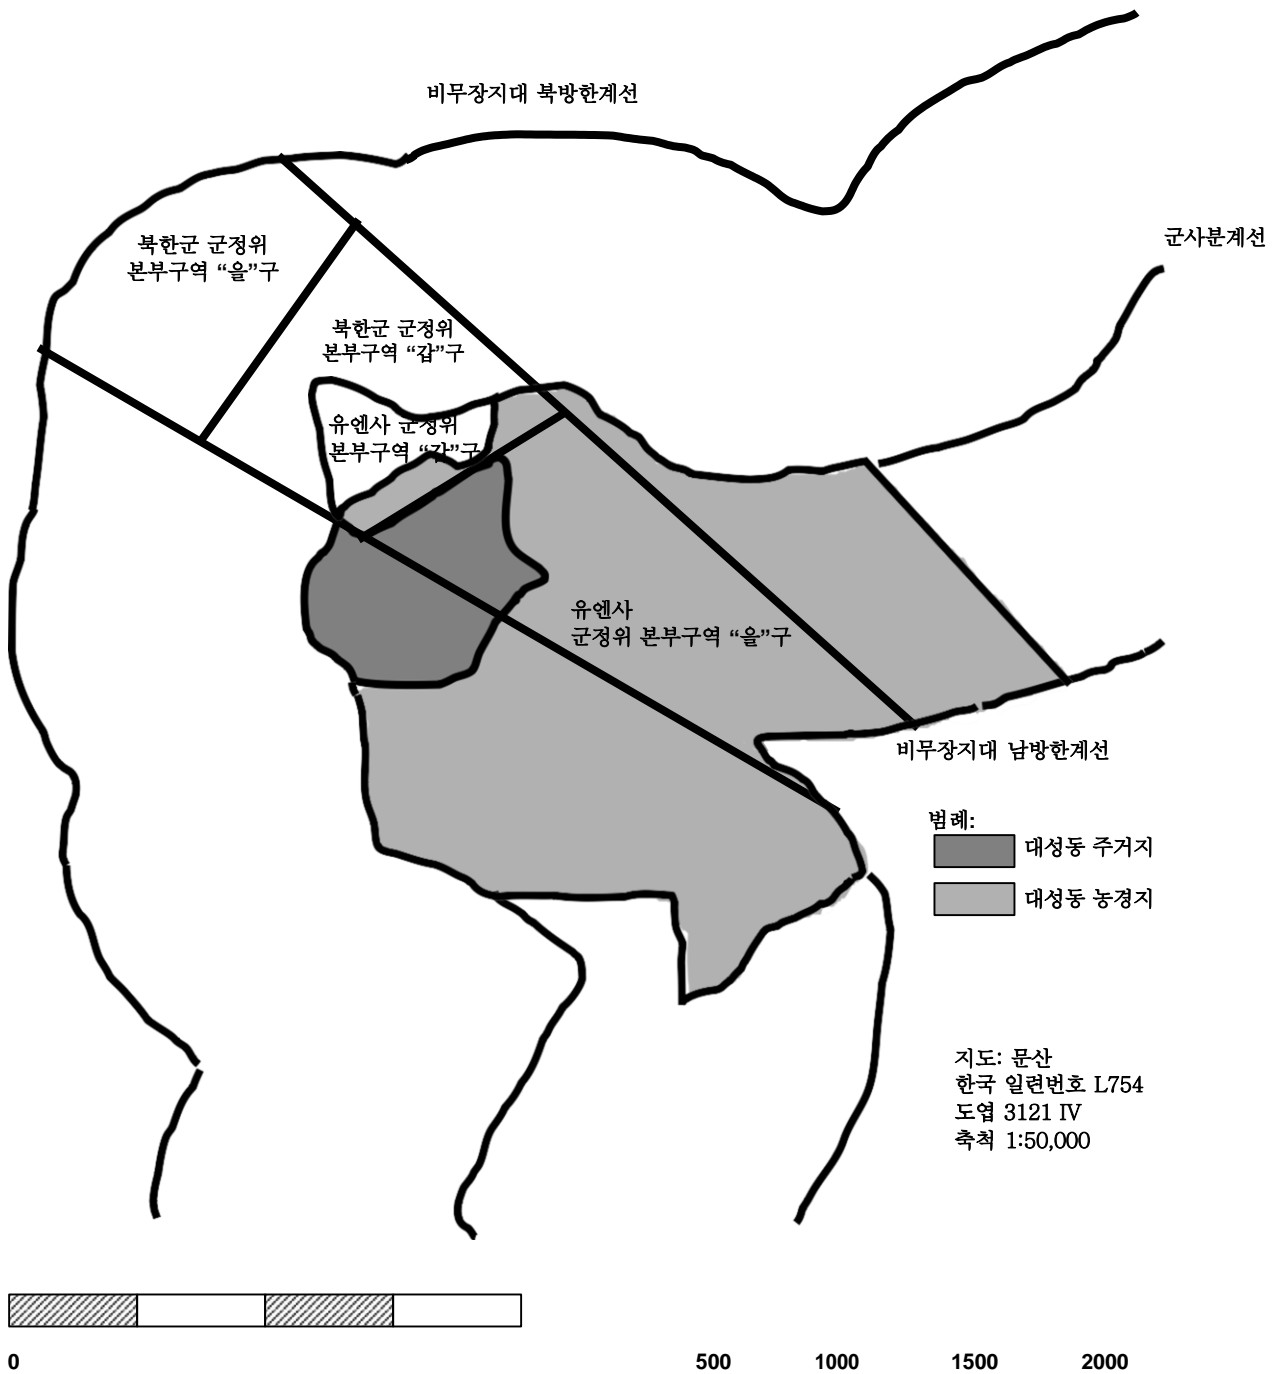 비무장지대 북방한계선
군사분계선
북한군 군정위
본부구역 “을”구
북한군 군정위
본부구역 “갑”구
유엔사 군정위
본부구역 “갑”구
유엔사
군정위 본부구역 “을”구
비무장지대 남방한계선
범례:
대성동 주거지
대성동 농경지
지도: 문산
한국 일련번호 L754
도엽 3121 IV
축척 1:50,000
0 500 1000 1500 2000